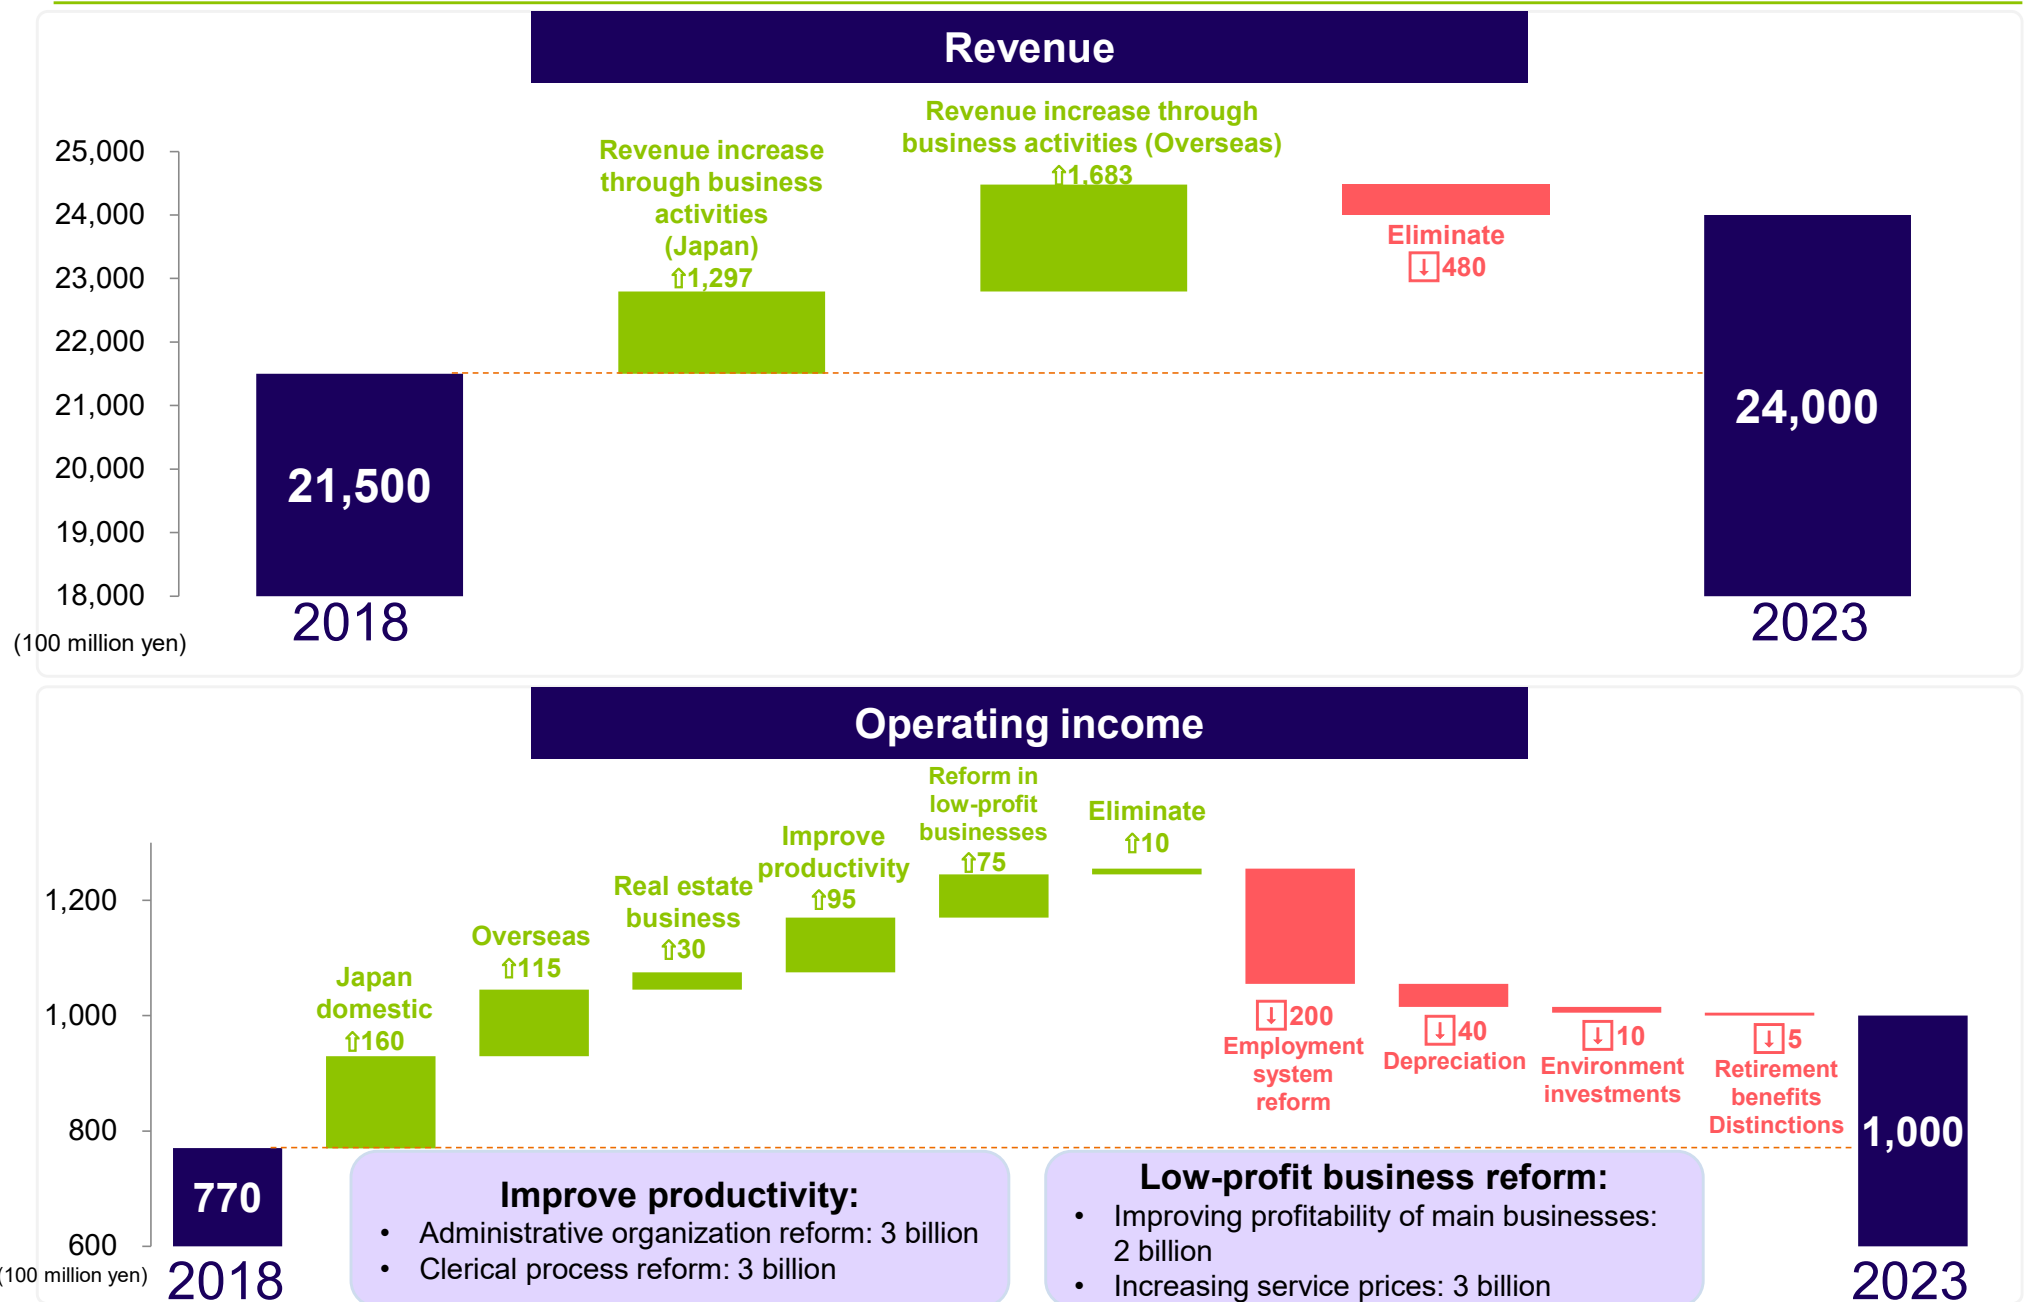 Revenue
Revenue increase through
business activities (Overseas)
⇧1,683
Revenue increase
through business
activities
(Japan)
⇧1,297
25,000
24,000
23,000
22,000
21,000
20,000
19,000
18,000
(100 million yen)
Eliminate
↓480
21,500
24,000
2018
2023
Operating income
Reform in
low-profit
businesses
⇧75
Eliminate
⇧10
Improve
productivity
⇧95
Real estate
business
⇧30
Overseas
⇧115
Japan
domestic
⇧160
1,200
1,000
800
600
(100 million yen)
↓200
Employment
system
reform
↓40
Depreciation
↓10
Environment
investments
↓5
Retirement
benefits
Distinctions
770
1,000
Improve productivity:
• Administrative organization reform: 3 billion
• Clerical process reform: 3 billion
Low-profit business reform:
• Improving profitability of main businesses:
2 billion
• Increasing service prices: 3 billion
2018
2023